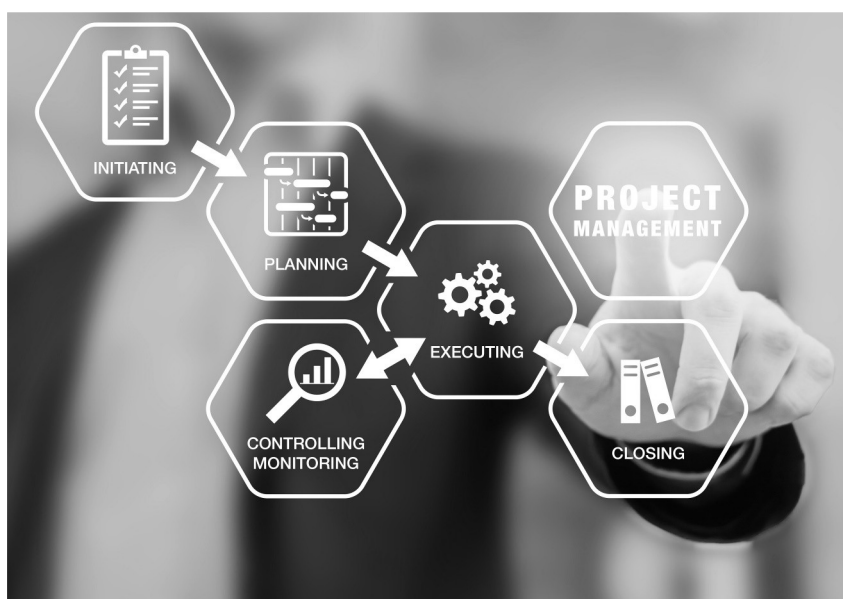 INITIATING
PLANNING
PROJECT
MANAGEMENT
EXECUTING
CONTROLLING
MONITORING
CLOSING